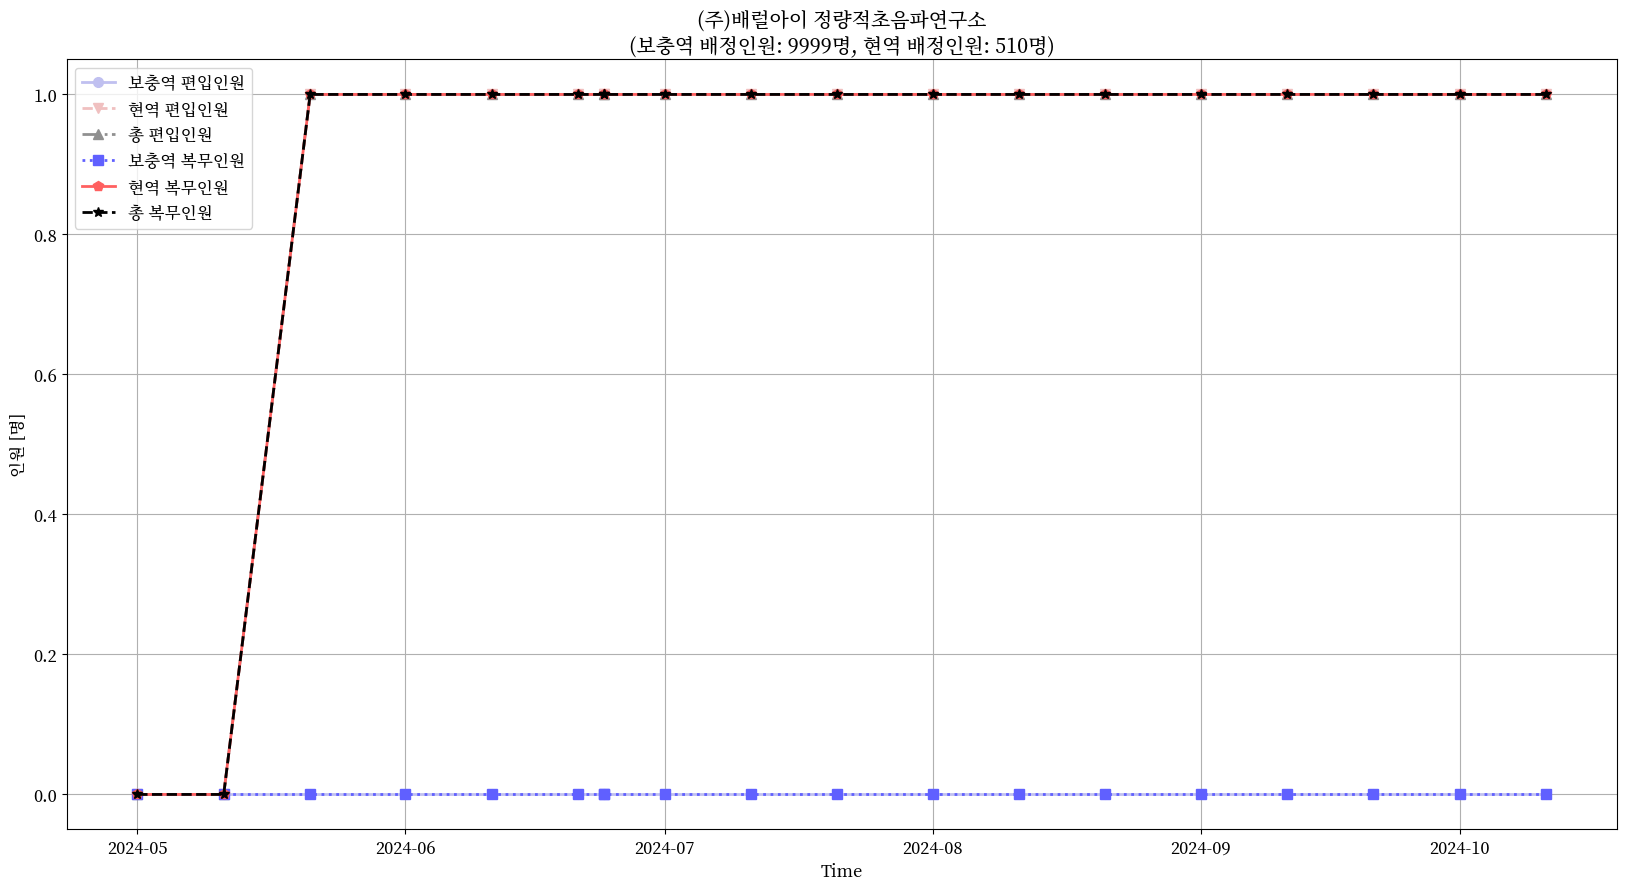 (주)배럴아이 정량적초음파연구소
(보충역 배정인원: 9999명, 현역 배정인원: 510명)
보충역 편입인원
현역 편입인원
총 편입인원
보충역 복무인원
현역 복무인원
총 복무인원
1.0
0.8
0.6
0.4
0.2
0.0
인원 [명]
2024-05 2024-06 2024-07 2024-08 2024-09 2024-10
Time